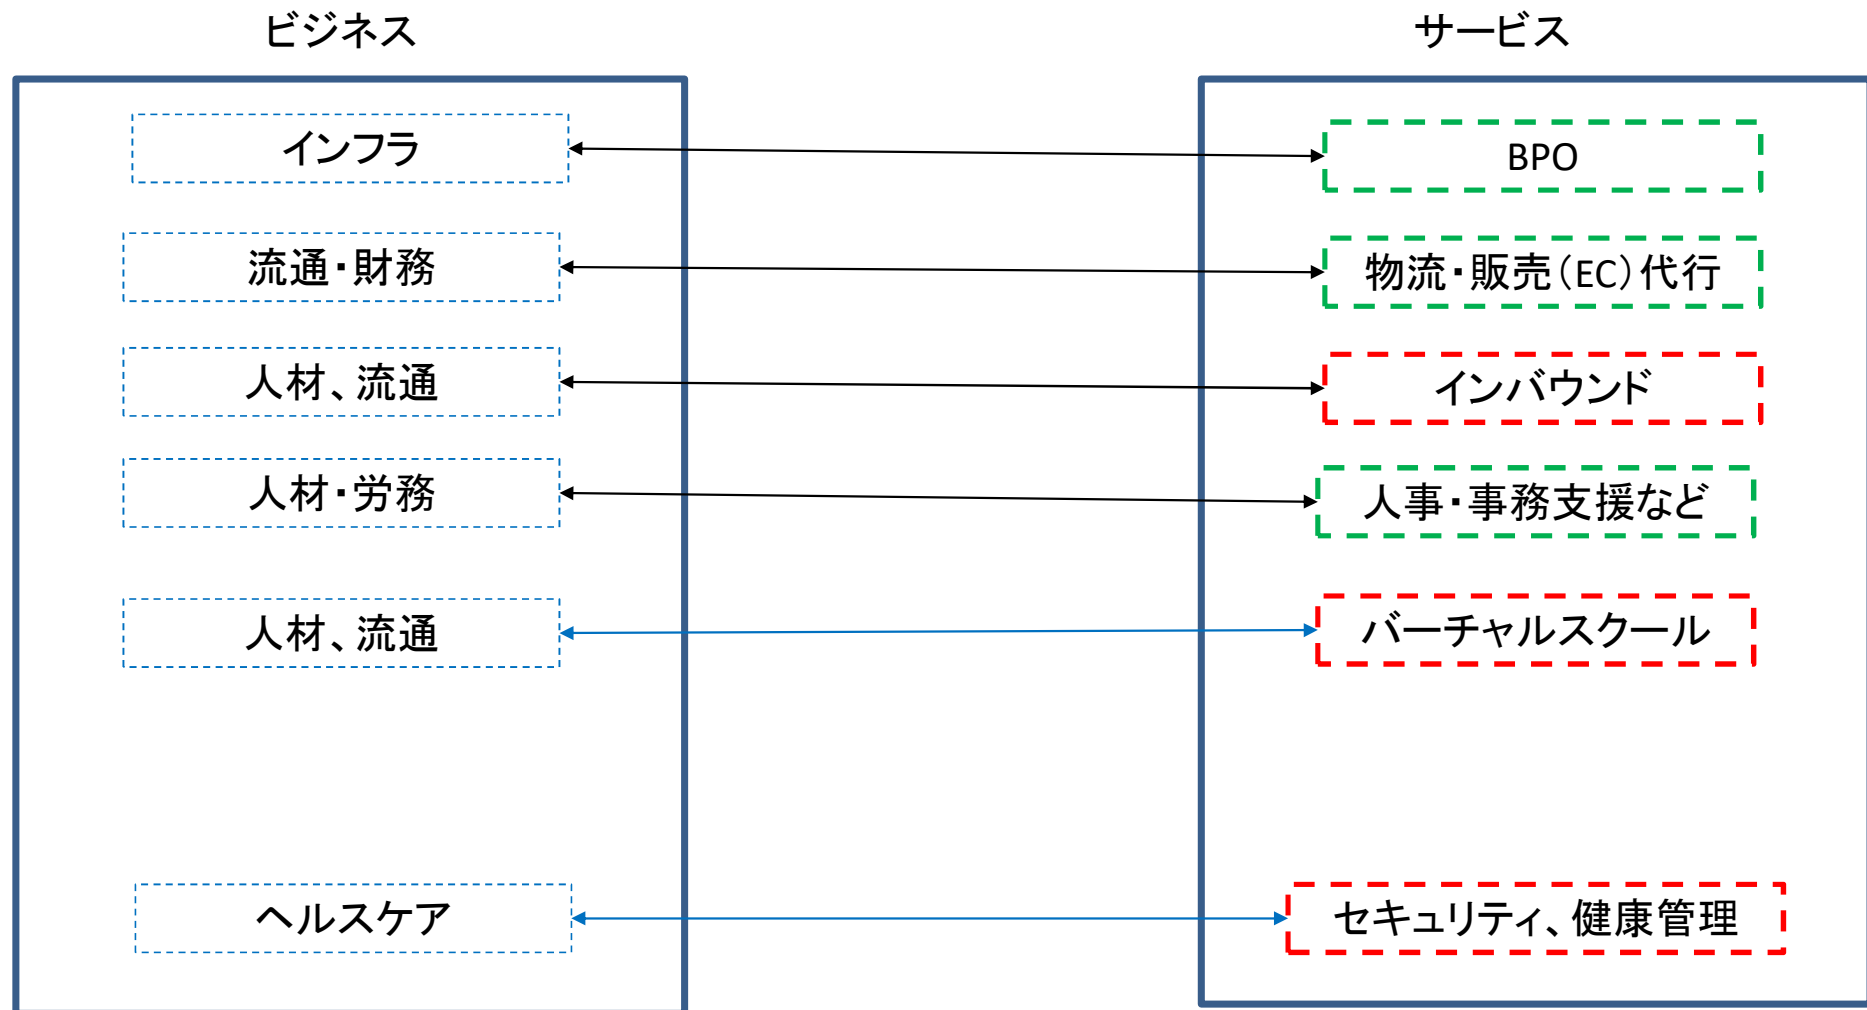 ビジネス
サービス
インフラ
BPO
流通・財務
物流・販売(EC)代行
人材、流通
インバウンド
人材・労務
人事・事務支援など
人材、流通
バーチャルスクール
ヘルスケア
セキュリティ、健康管理